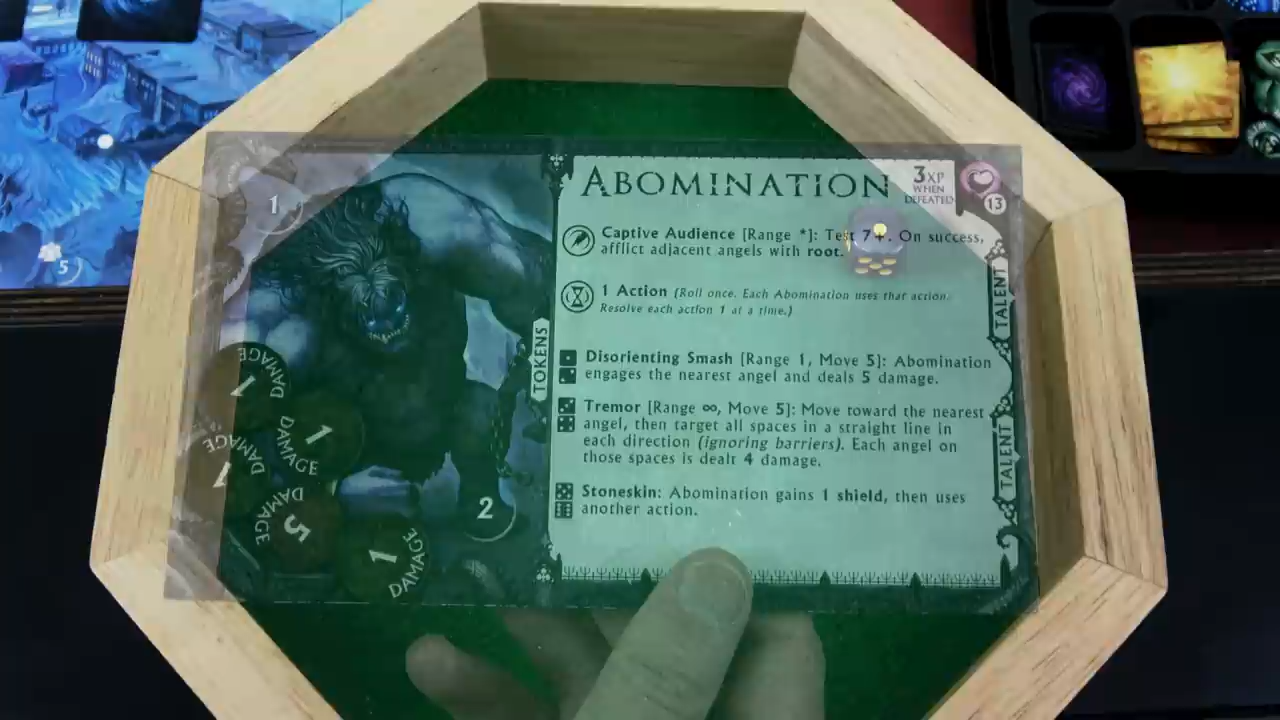 5
1
ABOMINATION
3XP
WHEN
DEFEATED
13
Captive Audience [Range *]: Test 7+. On success,
afflict adjacent angels with root.
1 Action (Roll once. Each Abomination uses that action.
Resolve each action 1 at a time.)
Disorienting Smash [Range 1, Move 5]: Abomination
engages the nearest angel and deals 5 damage.
Tremor [Range ∞, Move 5]: Move toward the nearest
angel, then target all spaces in a straight line in
each direction (ignoring barriers). Each angel on
those spaces is dealt 4 damage.
Stoneskin: Abomination gains 1 shield, then uses
another action.
TOKENS
TALENT
TALENT
1 DAMAGE
1 DAMAGE
1 DAMAGE
5 DAMAGE
1 DAMAGE
2